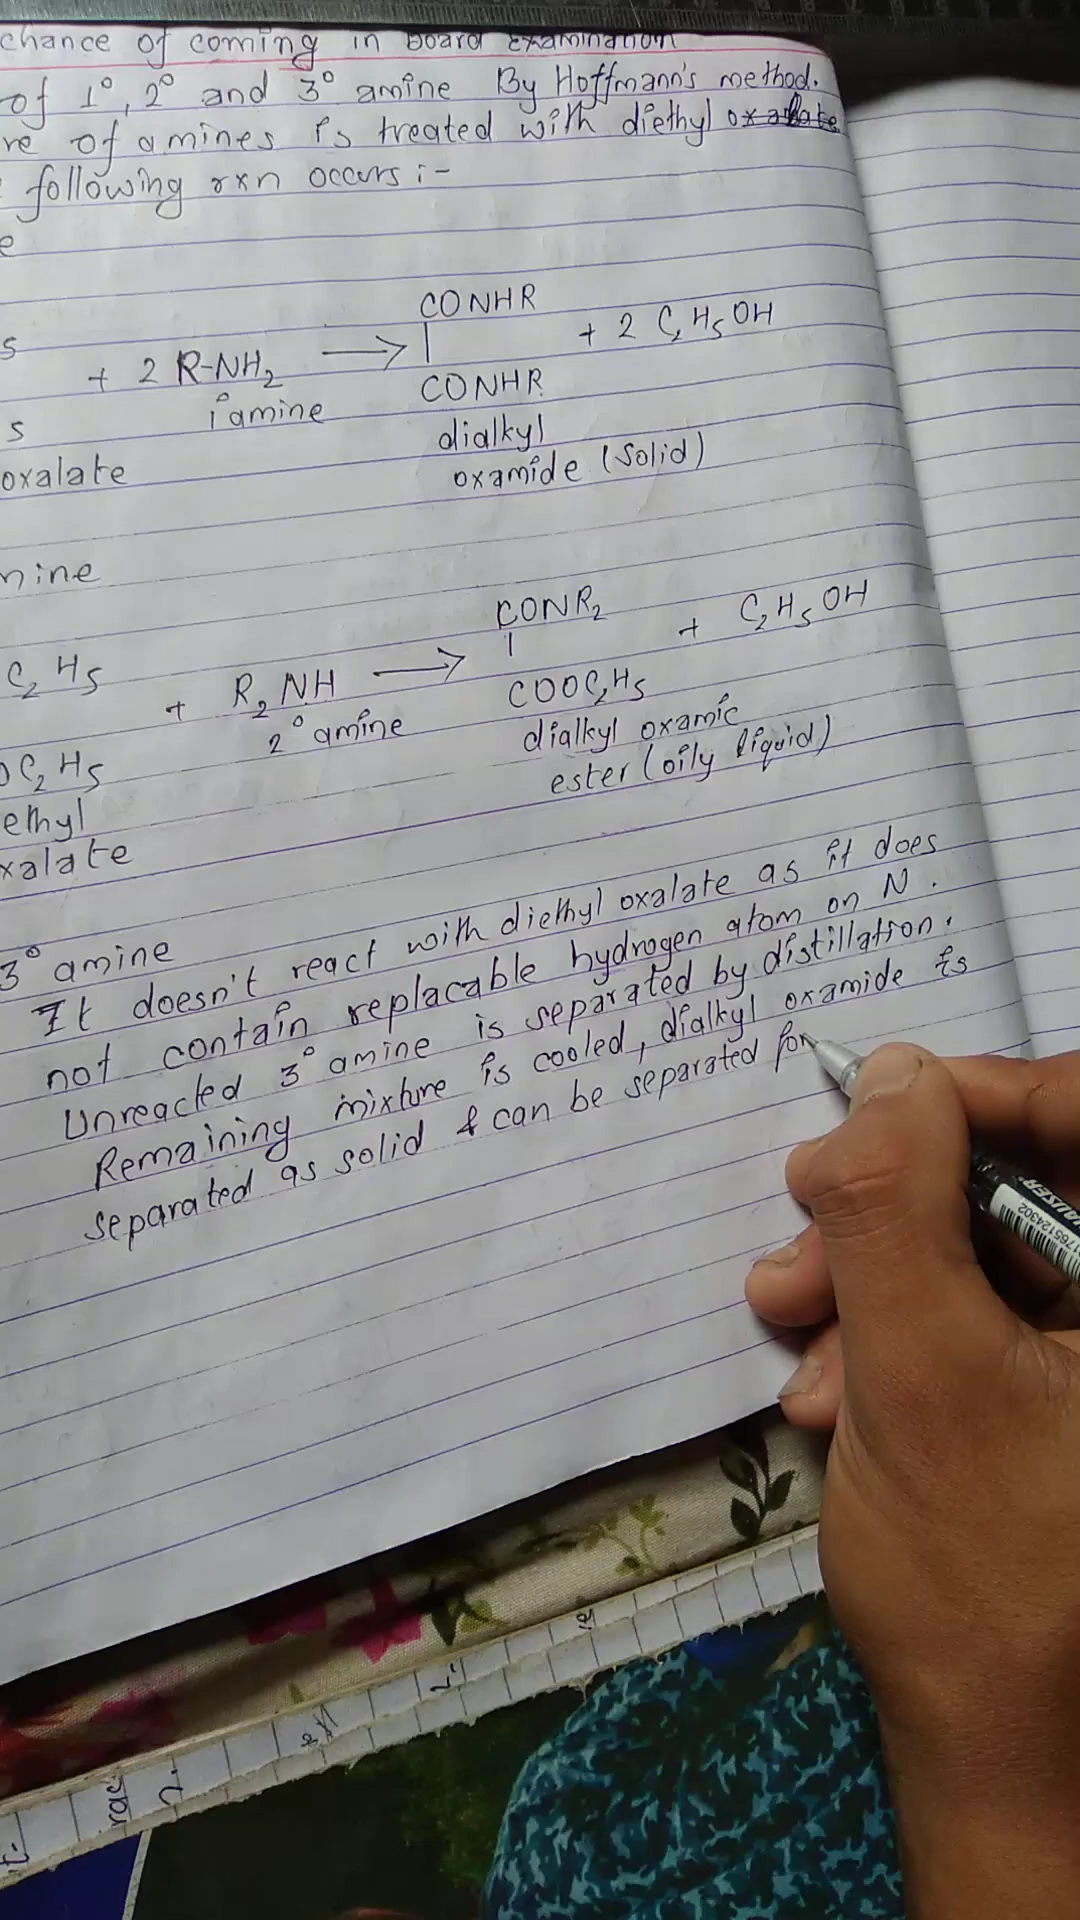 chance of coming in Board Examination
of 1°, 2° and 3° amine By Hoffmann's method.
re of amines is treated with diethyl oxalate
following rxn occurs :-
e
CONHR
s + 2 R-NH2 → | + 2 C2H5OH
CONHR
1° amine
s
dialkyl
oxalate
oxamide (Solid)
mine
CONR2
C2H5 + R2NH → | + C2H5OH
COOC2H5
2° amine
dialkyl oxamic
OC2H5
ester (oily liquid)
ethyl
xalate
3° amine
It doesn't react with diethyl oxalate as it does
not contain replacable hydrogen atom on N.
Unreacted 3° amine is separated by distillation.
Remaining mixture is cooled, dialkyl oxamide is
separated as solid & can be separated
HAUSER